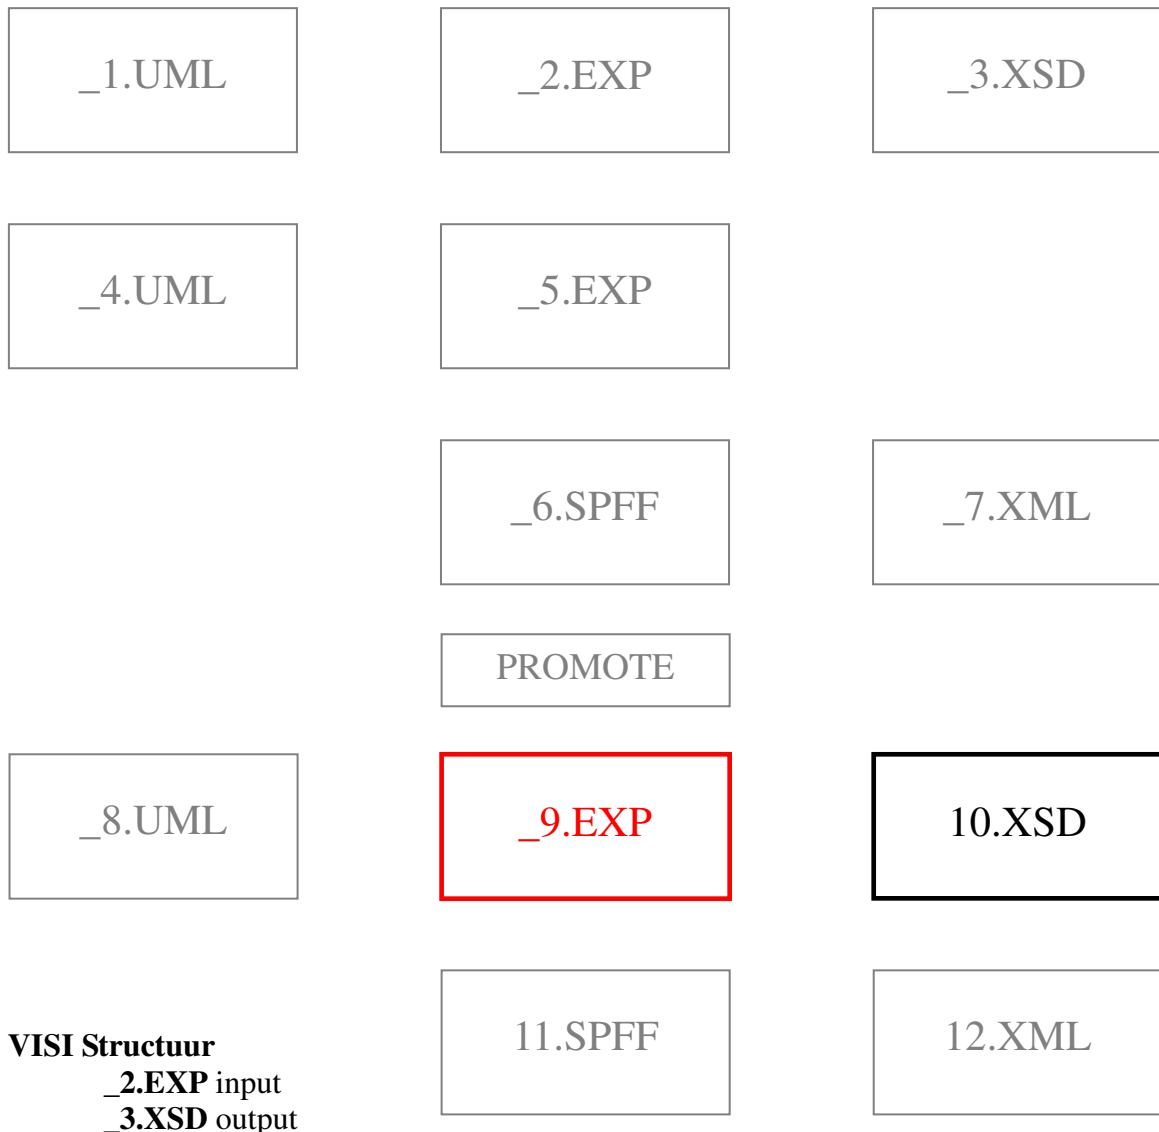 _1.UML
_2.EXP
_3.XSD
_4.UML
_5.EXP
_6.SPFF
_7.XML
PROMOTE
_8.UML
_9.EXP
10.XSD
11.SPFF
12.XML
VISI Structuur
_2.EXP input
_3.XSD output